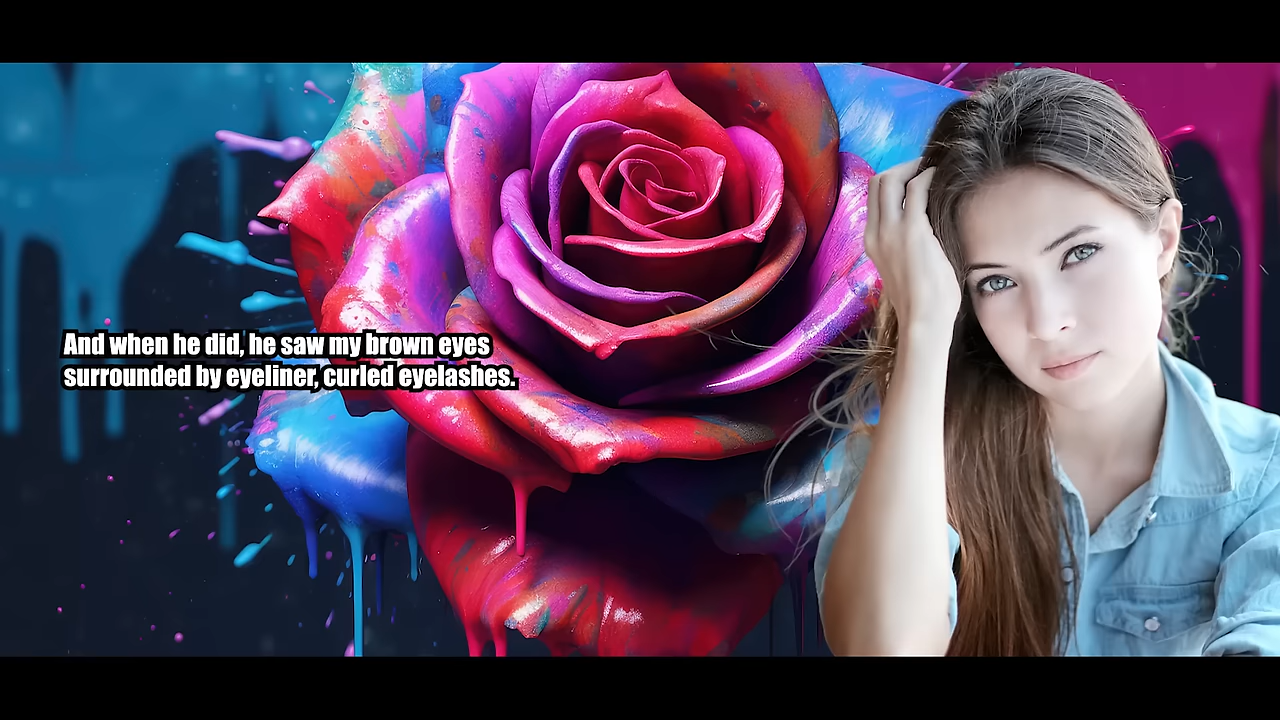 And when he did, he saw my brown eyes
surrounded by eyeliner, curled eyelashes.